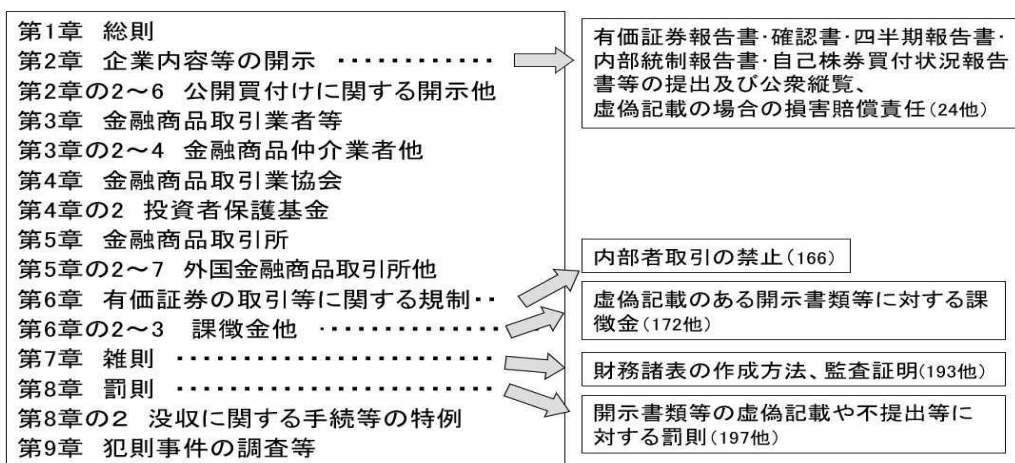 第1章 総則
第2章 企業内容等の開示 ‥‥‥‥‥‥
第2章の2～6 公開買付けに関する開示他
第3章 金融商品取引業者等
第3章の2～4 金融商品仲介業者他
第4章 金融商品取引業協会
第4章の2 投資者保護基金
第5章 金融商品取引所
第5章の2～7 外国金融商品取引所他
第6章 有価証券の取引等に関する規制‥
第6章の2～3 課徴金他 ‥‥‥‥‥‥‥
第7章 雑則 ‥‥‥‥‥‥‥‥‥‥‥‥
第8章 罰則 ‥‥‥‥‥‥‥‥‥‥‥‥
第8章の2 没収に関する手続等の特例
第9章 犯則事件の調査等
有価証券報告書・確認書・四半期報告書・
内部統制報告書・自己株券買付状況報告
書等の提出及び公衆縦覧、
虚偽記載の場合の損害賠償責任(24他)
内部者取引の禁止(166)
虚偽記載のある開示書類等に対する課
徴金(172他)
財務諸表の作成方法、監査証明(193他)
開示書類等の虚偽記載や不提出等に
対する罰則(197他)